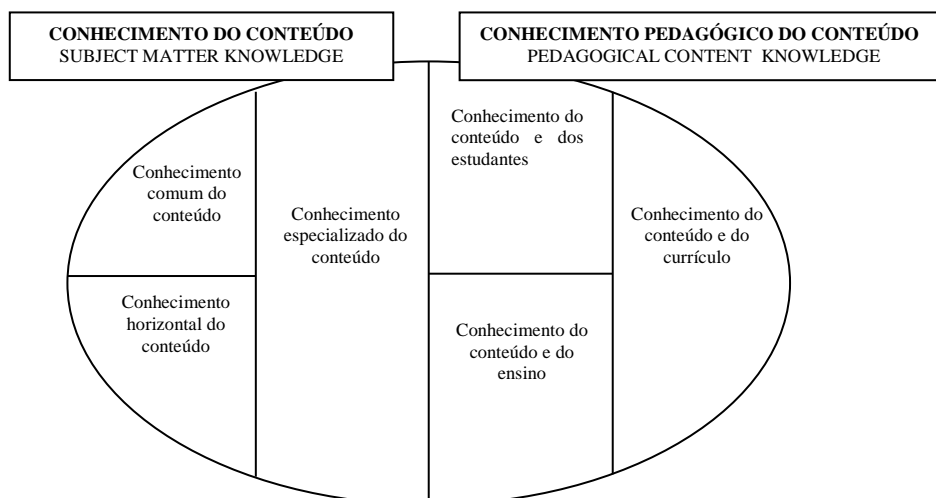 CONHECIMENTO DO CONTEÚDO
SUBJECT MATTER KNOWLEDGE
CONHECIMENTO PEDAGÓGICO DO CONTEÚDO
PEDAGOGICAL CONTENT KNOWLEDGE
Conhecimento
comum do
conteúdo
Conhecimento
horizontal do
conteúdo
Conhecimento
especializado do
conteúdo
Conhecimento do
conteúdo e dos
estudantes
Conhecimento do
conteúdo e do
ensino
Conhecimento do
conteúdo e do
currículo